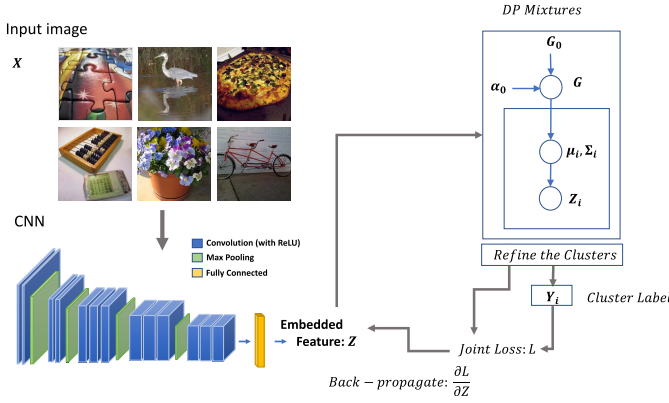 DP Mixtures
Input image
X
G₀
α₀
G
μᵢ, Σᵢ
Zᵢ
CNN
Convolution (with ReLU)
Max Pooling
Fully Connected
Refine the Clusters
Yᵢ
Cluster Label
Embedded
Feature: Z
Joint Loss: L
Back − propagate: ∂L/∂Z